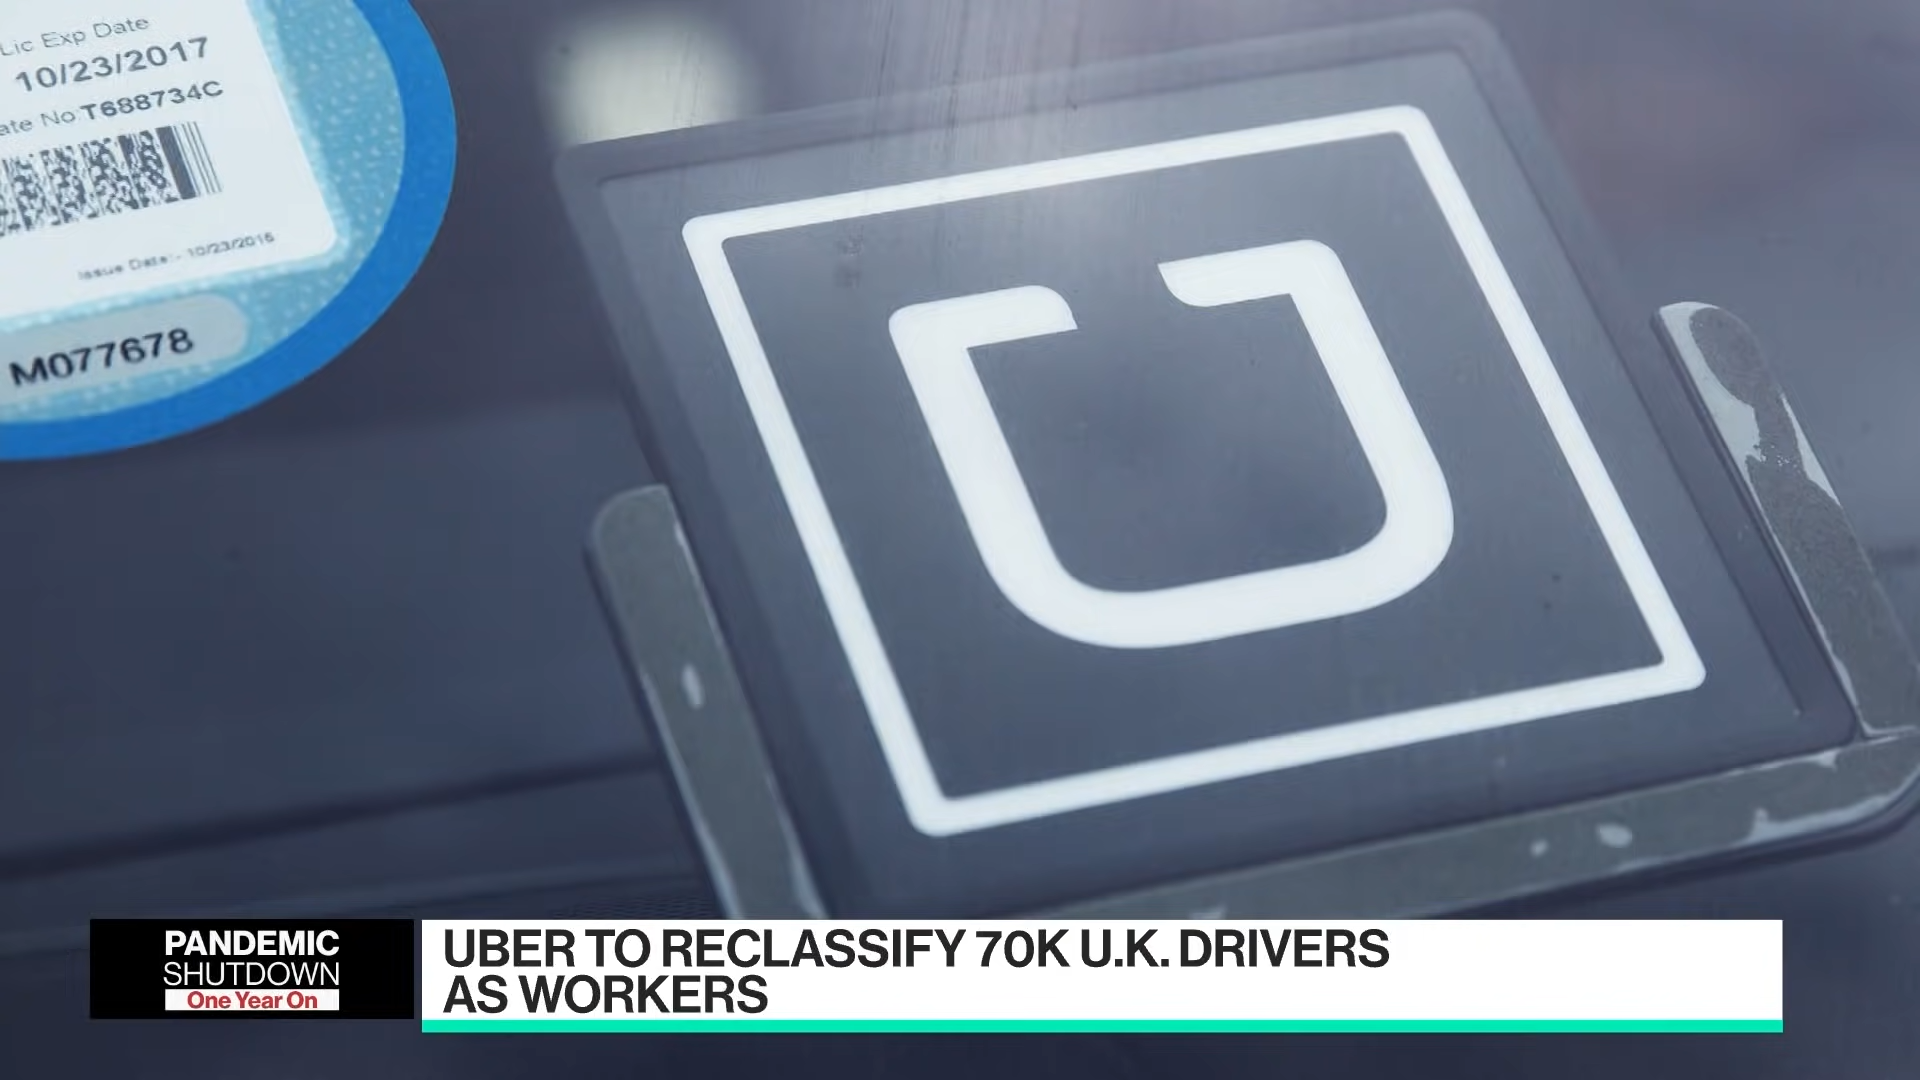 Lic Exp Date
10/23/2017
ate No: T688734C
Issue Date:- 10/23/2016
M077678
PANDEMIC
SHUTDOWN
One Year On
UBER TO RECLASSIFY 70K U.K. DRIVERS
AS WORKERS